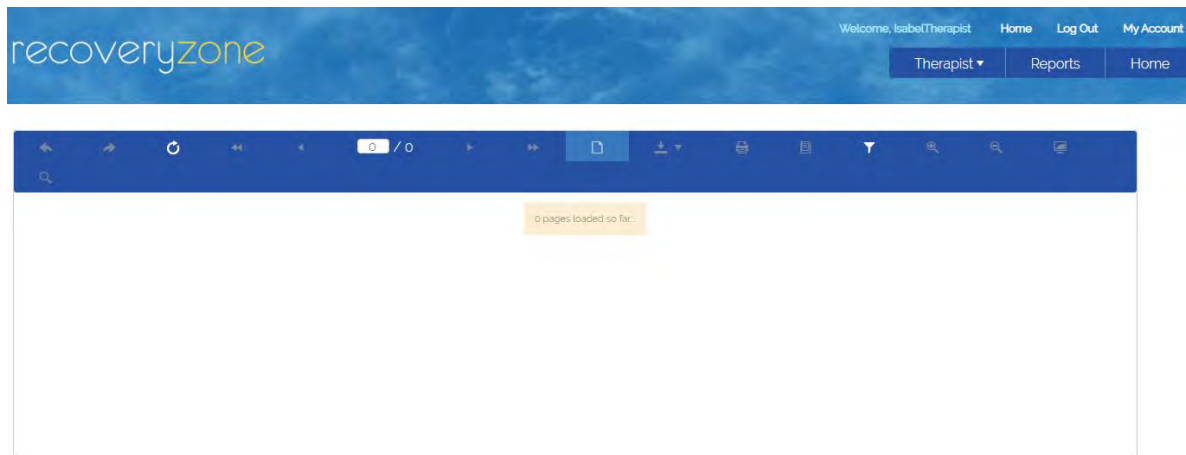 Welcome, IsabelTherapist Home Log Out My Account
recoveryzone
Therapist Reports Home
0 / 0
0 pages loaded so far...